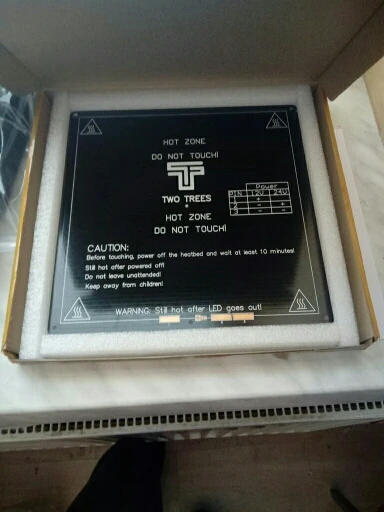 HOT ZONE
DO NOT TOUCH!
TWO TREES
HOT ZONE
DO NOT TOUCH!
Power
PIN 12V 24V
1 +
2 - +
3 - -
CAUTION:
Before touching, power off the heatbed and wait at least 10 minutes!
Still hot after powered off!
Do not leave unattended!
Keep away from children!
WARNING: Still hot after LED goes out!